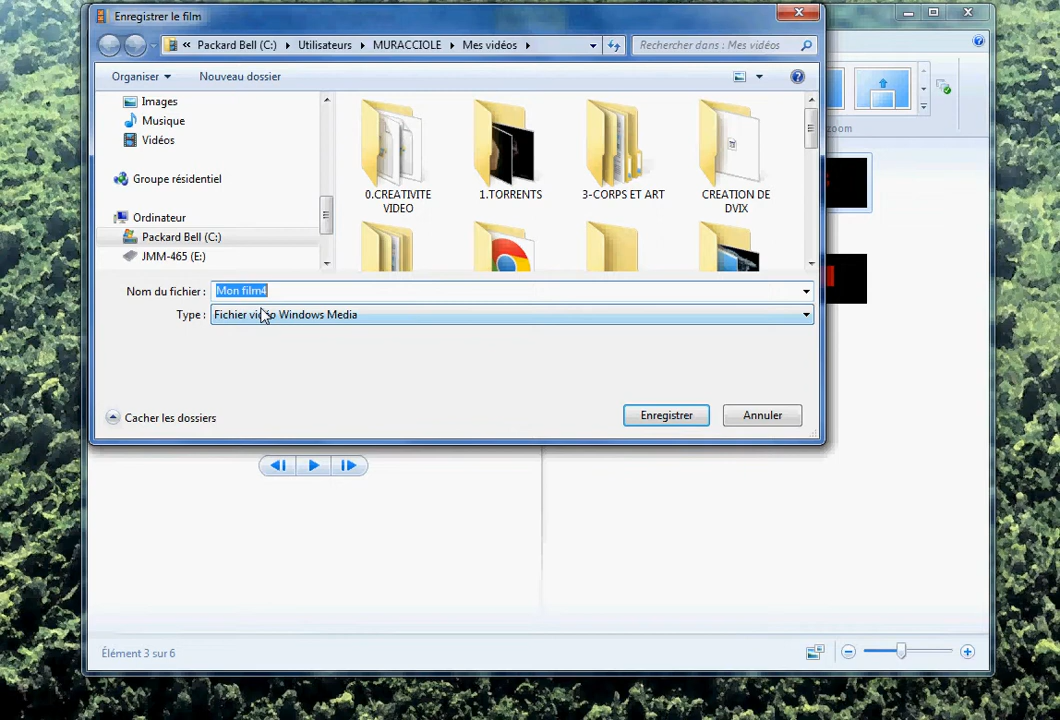 Enregistrer le film
« Packard Bell (C:) Utilisateurs MURACCIOLE Mes vidéos
Rechercher dans : Mes vidéos
Organiser
Nouveau dossier
Images
Musique
Vidéos
Groupe résidentiel
Ordinateur
Packard Bell (C:)
JMM-465 (E:)
0.CREATIVITE
VIDEO
1.TORRENTS
3-CORPS ET ART
CREATION DE
DVIX
zoom
Nom du fichier : Mon film4
Type : Fichier vidéo Windows Media
Cacher les dossiers
Enregistrer
Annuler
Élément 3 sur 6